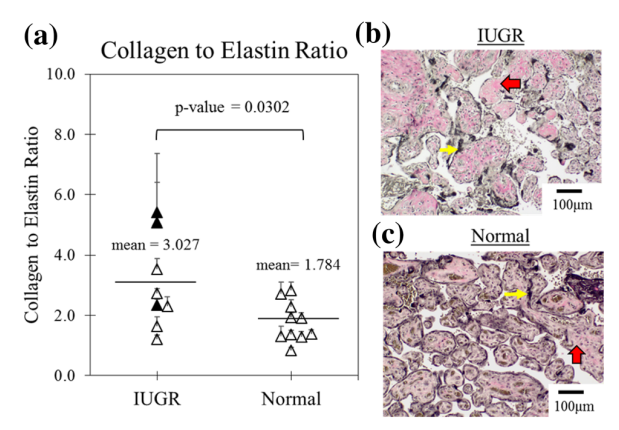 (a)
Collagen to Elastin Ratio
Collagen to Elastin Ratio
10.0
8.0
6.0
4.0
2.0
0.0
p-value = 0.0302
mean = 3.027
mean= 1.784
IUGR
Normal
(b)
IUGR
100μm
(c)
Normal
100μm